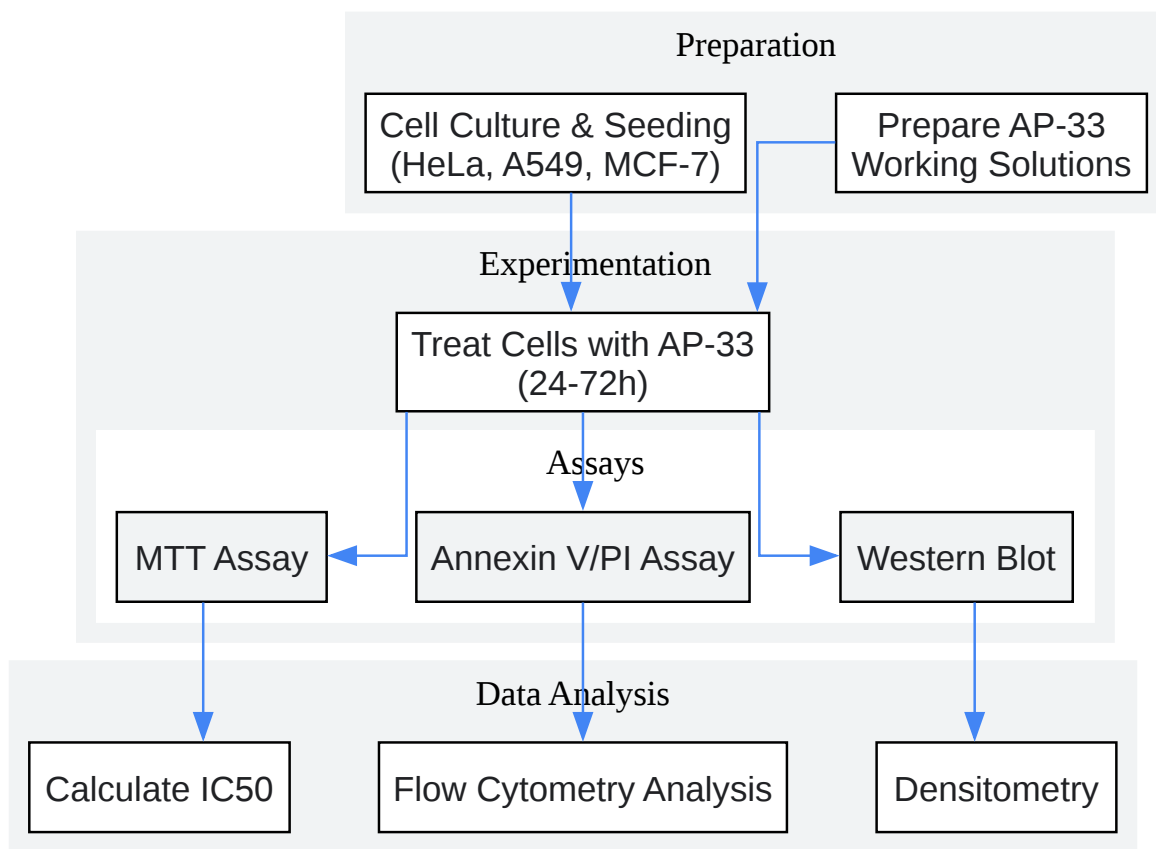 Preparation
Cell Culture & Seeding
(HeLa, A549, MCF-7)
Prepare AP-33
Working Solutions
Experimentation
Treat Cells with AP-33
(24-72h)
Assays
MTT Assay
Annexin V/PI Assay
Western Blot
Data Analysis
Calculate IC50
Flow Cytometry Analysis
Densitometry